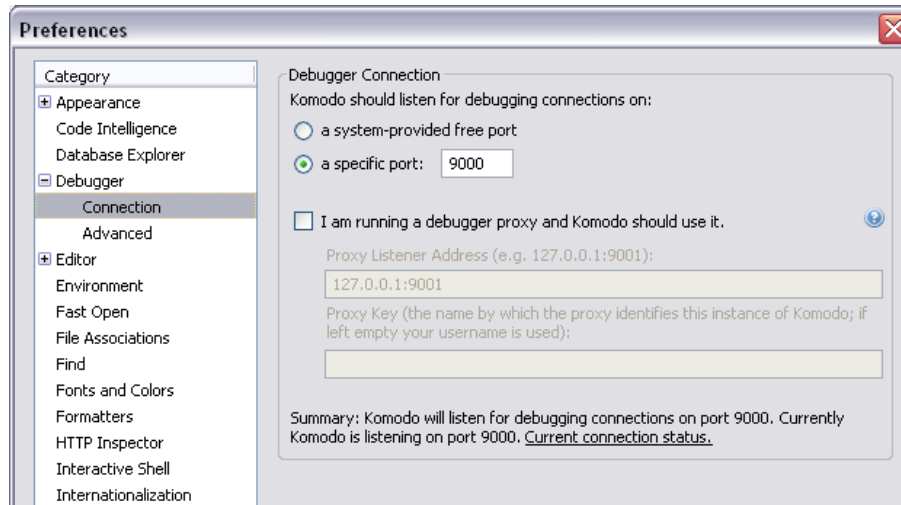 Preferences
Category
Appearance
Code Intelligence
Database Explorer
Debugger
Connection
Advanced
Editor
Environment
Fast Open
File Associations
Find
Fonts and Colors
Formatters
HTTP Inspector
Interactive Shell
Internationalization
Debugger Connection
Komodo should listen for debugging connections on:
a system-provided free port
a specific port: 9000
I am running a debugger proxy and Komodo should use it.
Proxy Listener Address (e.g. 127.0.0.1:9001):
127.0.0.1:9001
Proxy Key (the name by which the proxy identifies this instance of Komodo; if
left empty your username is used):
Summary: Komodo will listen for debugging connections on port 9000. Currently
Komodo is listening on port 9000. Current connection status.